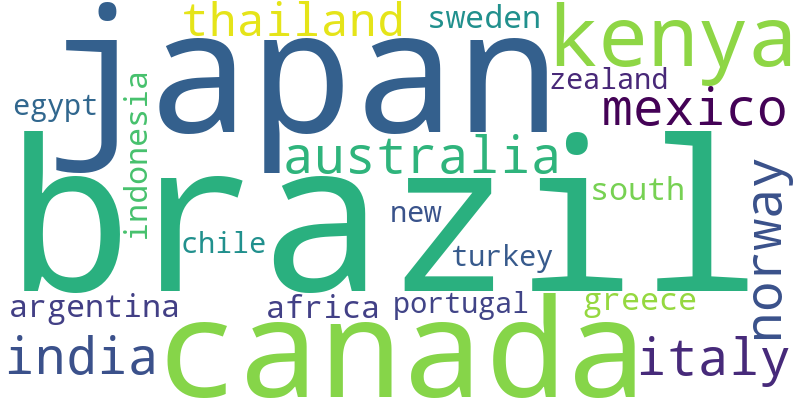 thailand
sweden
kenya
japan
zealand
egypt
indonesia
mexico
australia
brazil
south
norway
new
chile
turkey
argentina
africa
portugal
greece
india
canada
italy